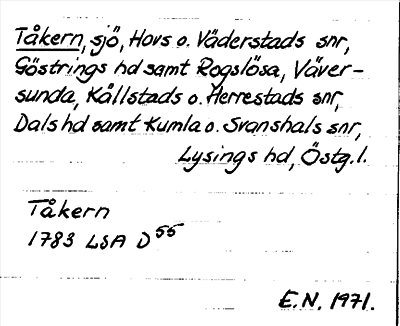 Tåkern, sjö, Hovs o. Väderstads snr,
Göstrings hd samt Rogslösa, Väver-
sunda, Källstads o. Herrestads snr,
Dals hd samt Kumla o. Svanshals snr,
Lysings hd, Östg.l.
Tåkern
1783 LSA D55
E.N. 1971.